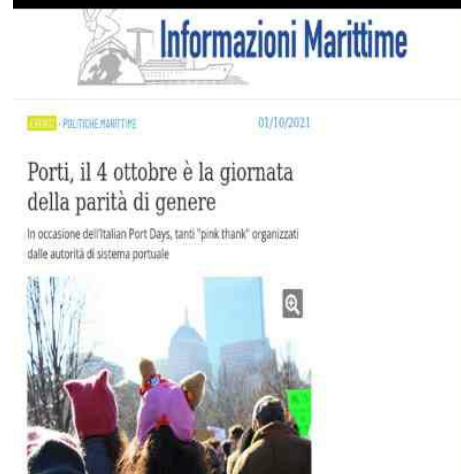 Informazioni Marittime
EVENTI - POLITICHE MARITTIME
01/10/2021
Porti, il 4 ottobre è la giornata
della parità di genere
In occasione dell'Italian Port Days, tanti "pink thank" organizzati
dalle autorità di sistema portuale